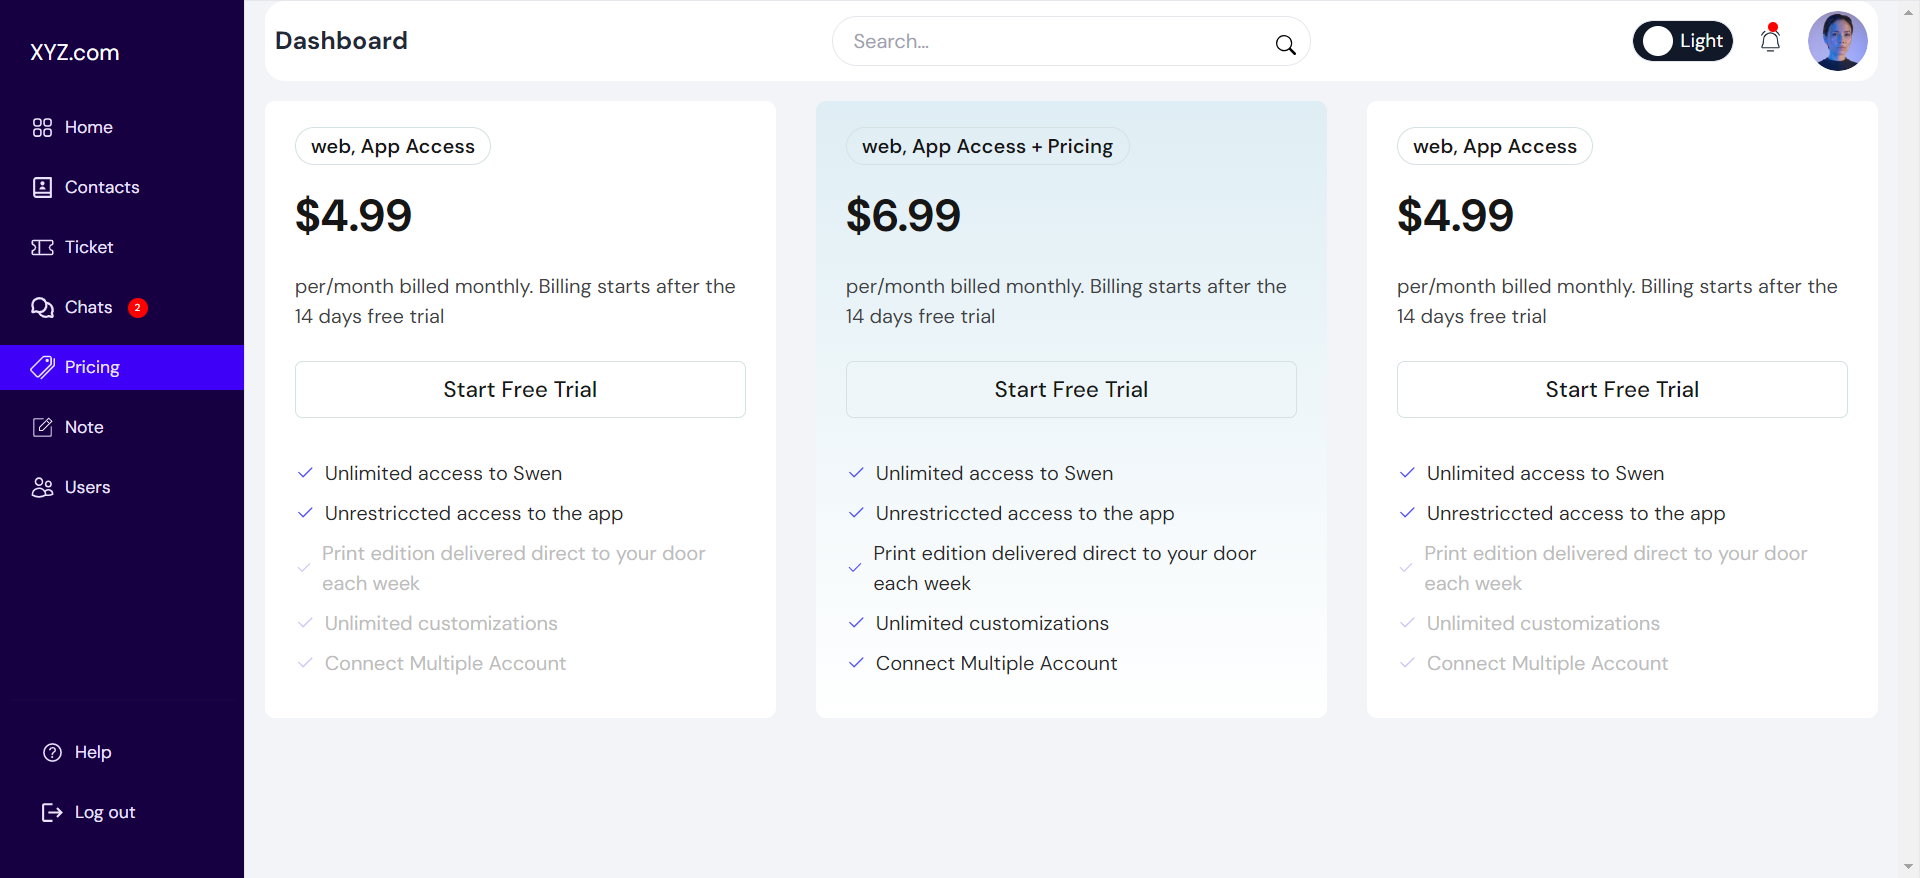 XYZ.com
Home
Contacts
Ticket
Chats 2
Pricing
Note
Users
Help
Log out
Dashboard
Search...
Light
web, App Access
$4.99
per/month billed monthly. Billing starts after the
14 days free trial
Start Free Trial
Unlimited access to Swen
Unrestriccted access to the app
Print edition delivered direct to your door
each week
Unlimited customizations
Connect Multiple Account
web, App Access + Pricing
$6.99
per/month billed monthly. Billing starts after the
14 days free trial
Start Free Trial
Unlimited access to Swen
Unrestriccted access to the app
Print edition delivered direct to your door
each week
Unlimited customizations
Connect Multiple Account
web, App Access
$4.99
per/month billed monthly. Billing starts after the
14 days free trial
Start Free Trial
Unlimited access to Swen
Unrestriccted access to the app
Print edition delivered direct to your door
each week
Unlimited customizations
Connect Multiple Account